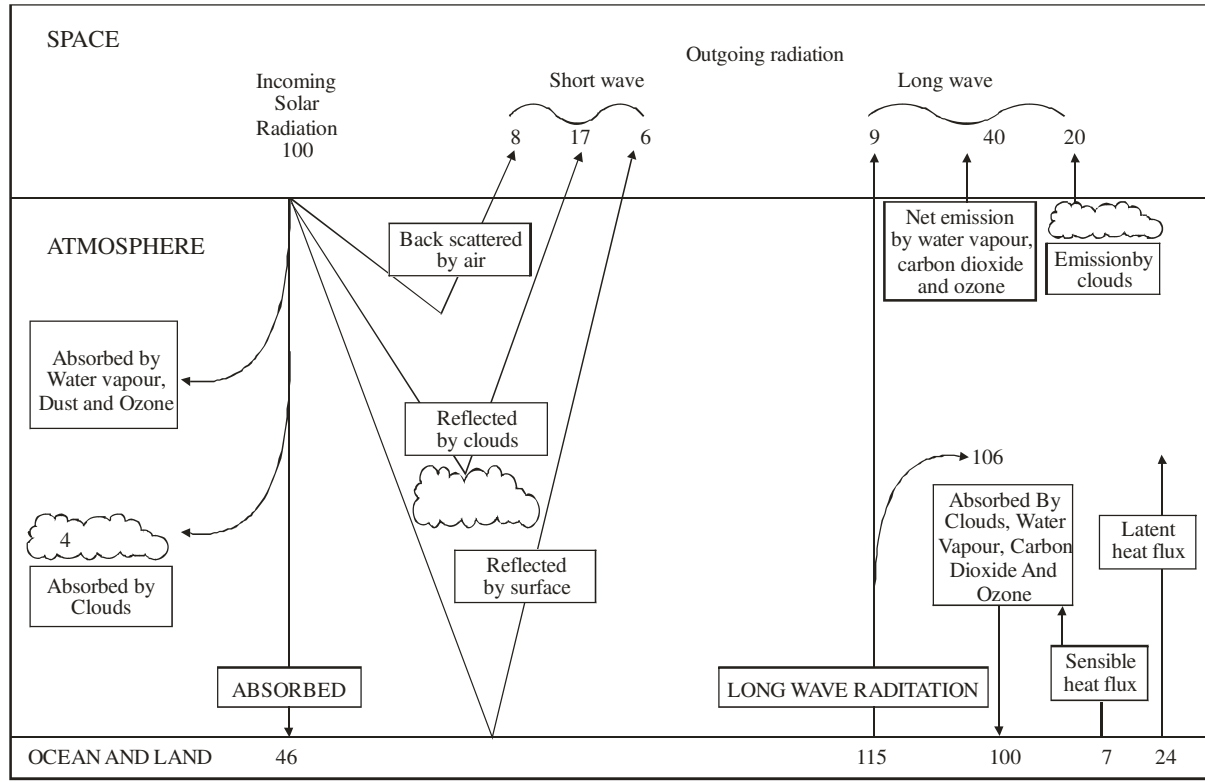 SPACE
Outgoing radiation
Incoming
Solar
Radiation
100
Short wave
Long wave
8
17
6
9
40
20
ATMOSPHERE
Back scattered
by air
Net emission
by water vapour,
carbon dioxide
and ozone
Emissionby
clouds
Absorbed by
Water vapour,
Dust and Ozone
Reflected
by clouds
106
4
Absorbed by
Clouds
Reflected
by surface
Absorbed By
Clouds, Water
Vapour, Carbon
Dioxide And
Ozone
Latent
heat flux
ABSORBED
LONG WAVE RADITATION
Sensible
heat flux
OCEAN AND LAND
46
115
100
7
24